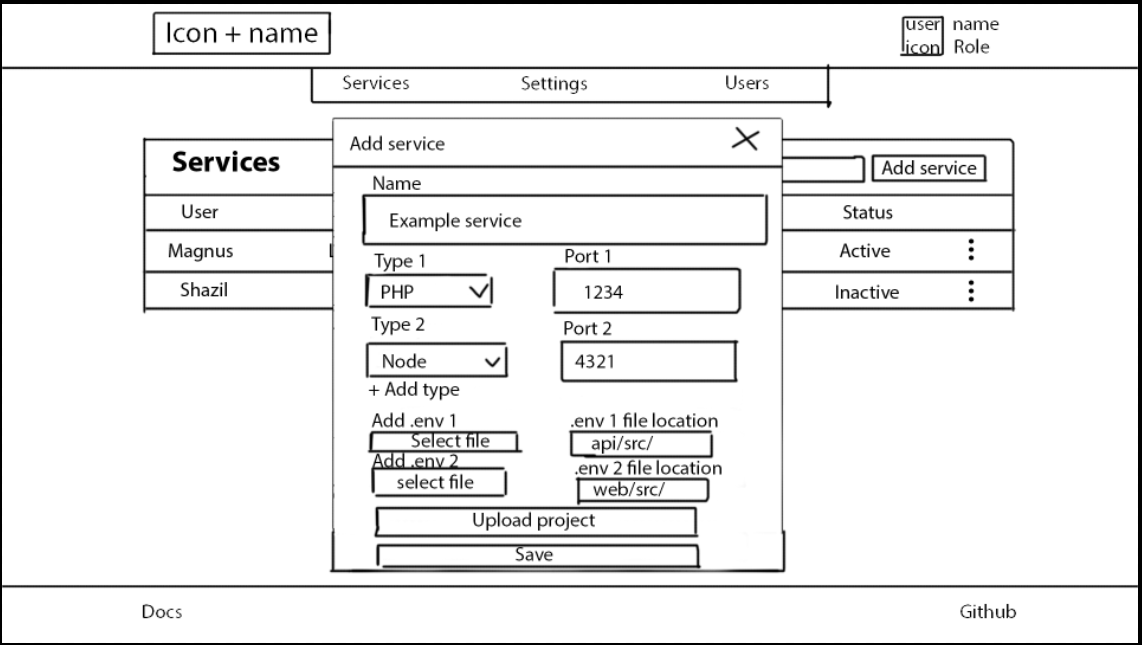 Icon + name
user icon
name
Role
Services Settings Users
Services
Add service
User Status
Magnus Active
Shazil Inactive
Add service
Name
Example service
Type 1 Port 1
PHP 1234
Type 2 Port 2
Node 4321
+ Add type
Add .env 1 .env 1 file location
Select file api/src/
Add .env 2 .env 2 file location
select file web/src/
Upload project
Save
Docs Github